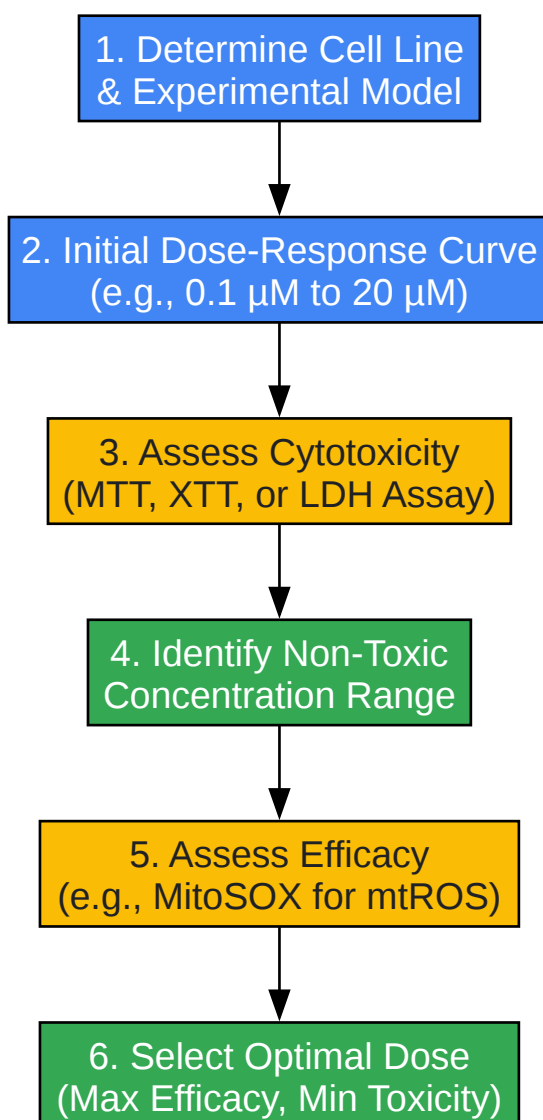 1. Determine Cell Line
& Experimental Model
2. Initial Dose-Response Curve
(e.g., 0.1 µM to 20 µM)
3. Assess Cytotoxicity
(MTT, XTT, or LDH Assay)
4. Identify Non-Toxic
Concentration Range
5. Assess Efficacy
(e.g., MitoSOX for mtROS)
6. Select Optimal Dose
(Max Efficacy, Min Toxicity)